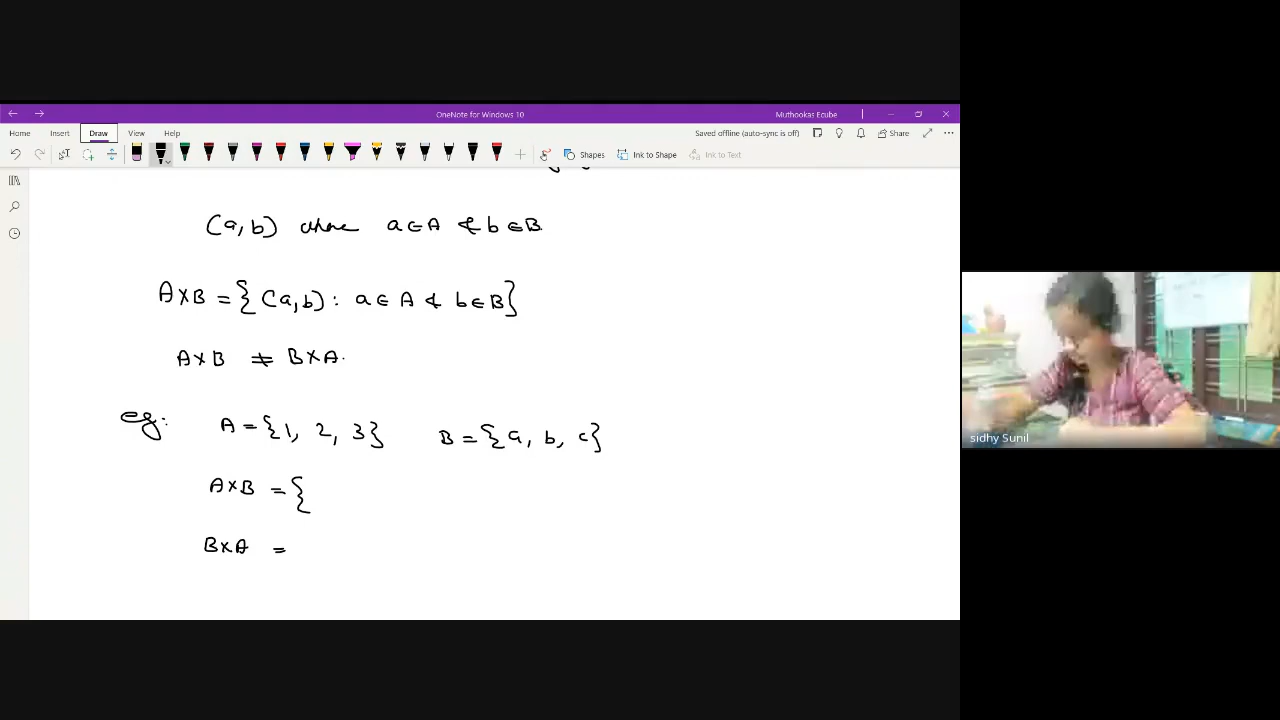 OneNote for Windows 10
Muthookas Ecube
Home Insert Draw View Help
Saved offline (auto-sync is off)
Share
Shapes
Ink to Shape
Ink to Text
(a,b) where a∈A & b∈B
A×B = {(a,b): a∈A & b∈B}
A×B ≠ B×A.
eg: A={1, 2, 3} B={a, b, c}
A×B = {
B×A =
sidhy Sunil